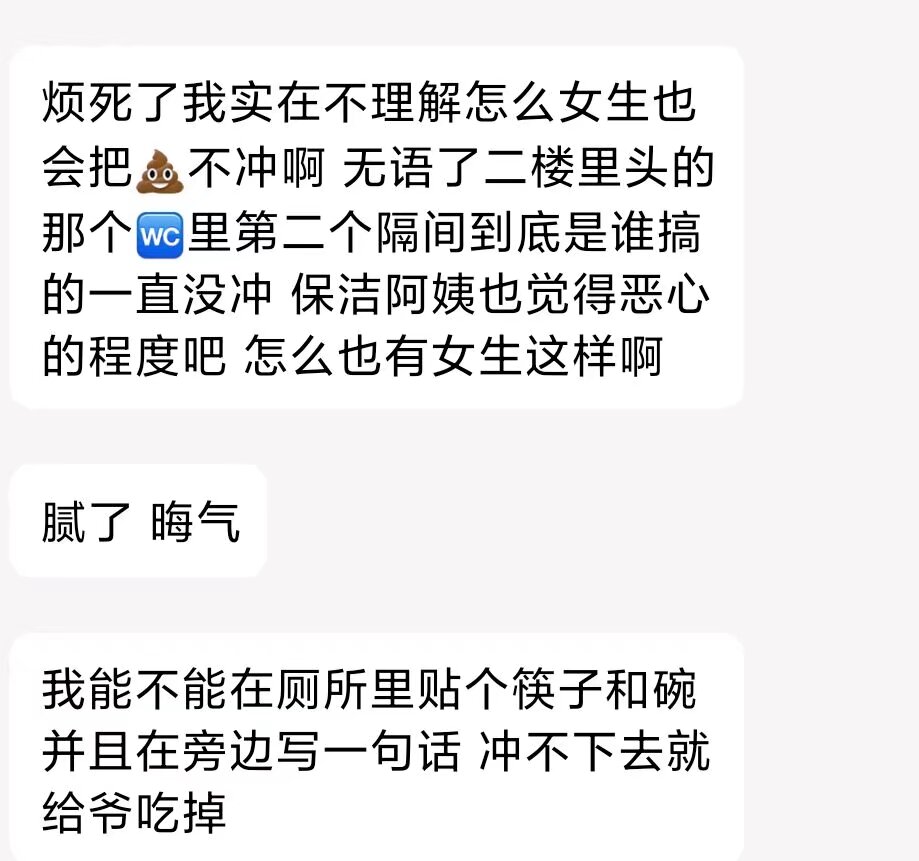 烦死了我实在不理解怎么女生也
会把💩不冲啊 无语了二楼里头的
那个🚾里第二个隔间到底是谁搞
的一直没冲 保洁阿姨也觉得恶心
的程度吧 怎么也有女生这样啊
腻了 晦气
我能不能在厕所里贴个筷子和碗
并且在旁边写一句话 冲不下去就
给爷吃掉